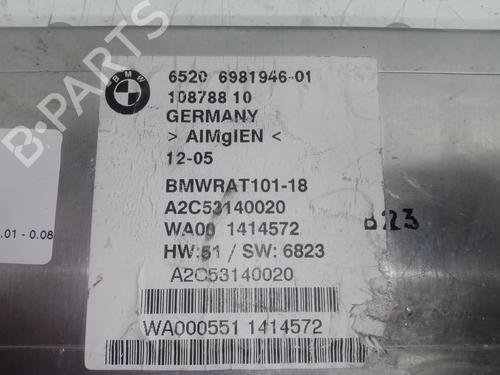 BMW
6520 6981946-01
108788 10
GERMANY
> AlMgIEN <
12-05
BMWRAT101-18
A2C53140020
WA00 1414572
HW:51 / SW: 6823
A2C53140020
WA000551 1414572
B23
.01 - 0.08
B-Parts